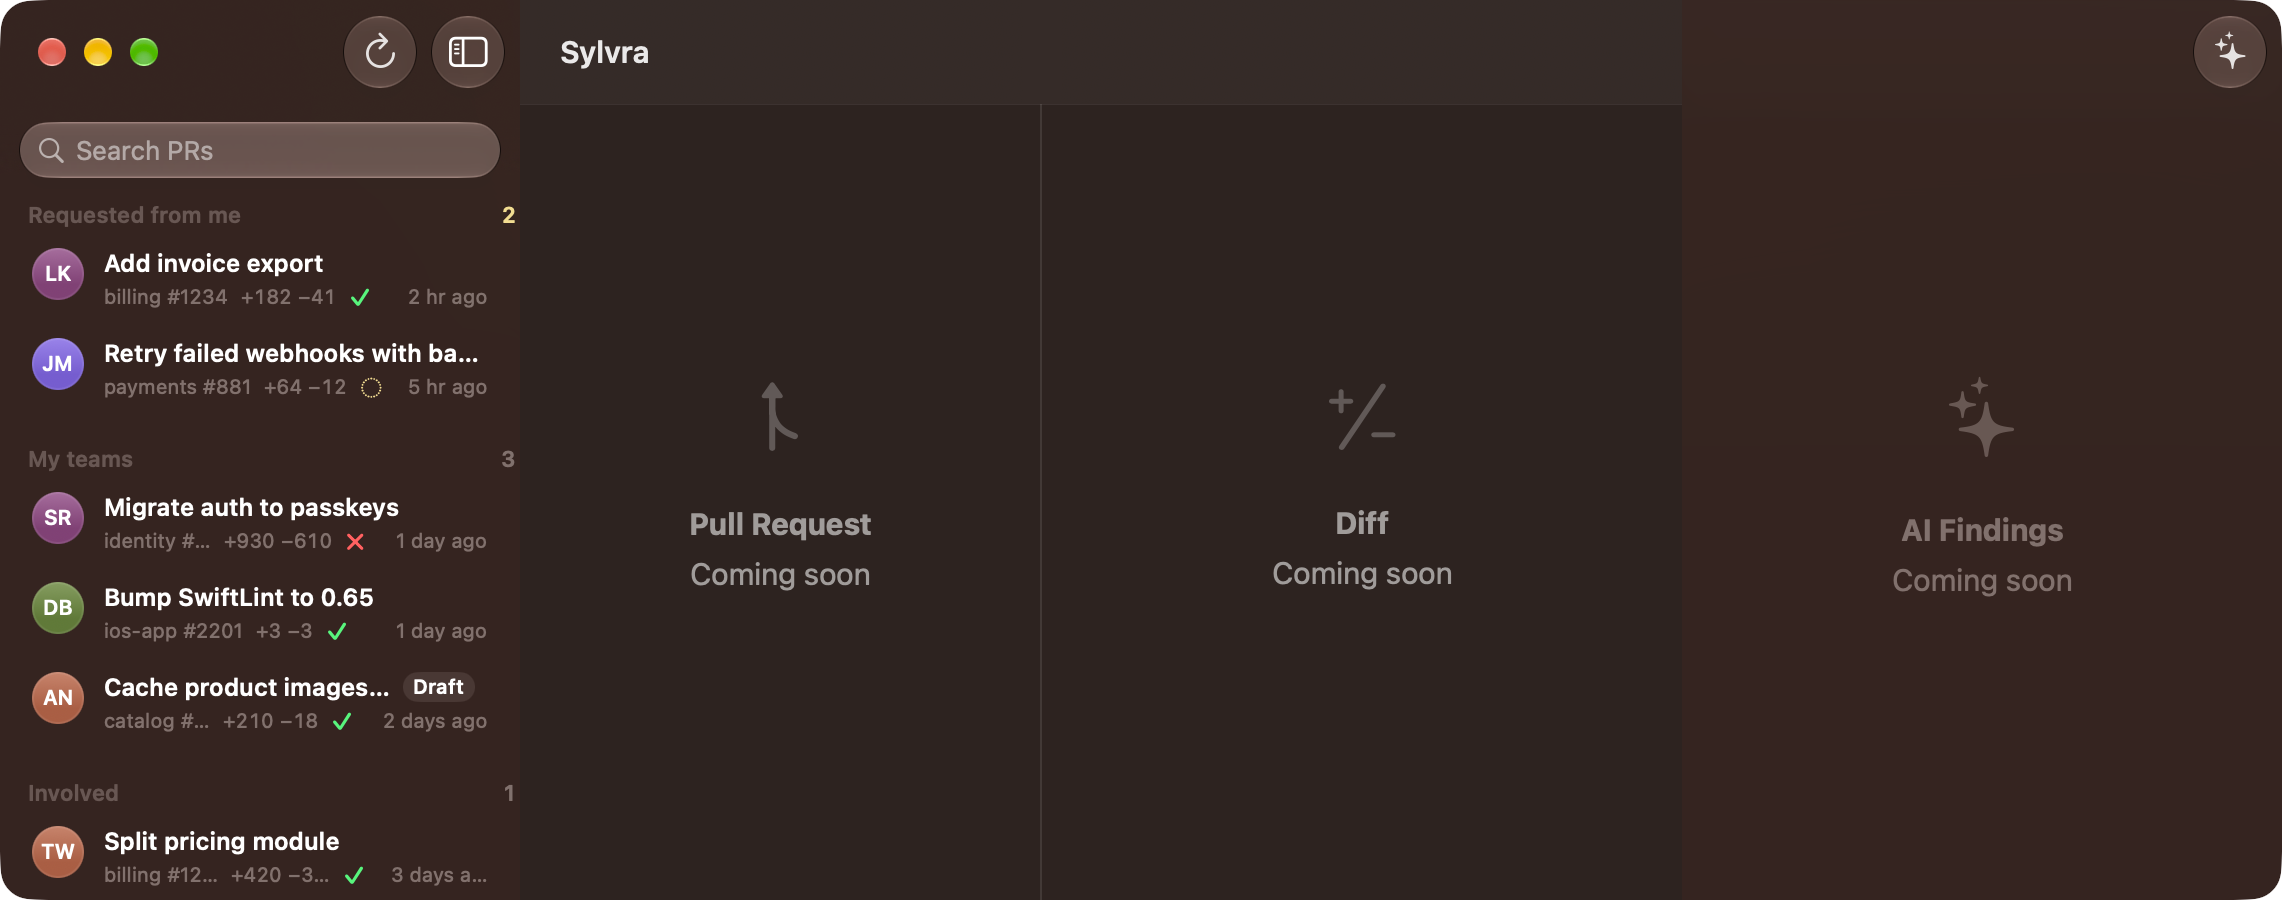 Sylvra
Search PRs
Requested from me 2
LK Add invoice export
billing #1234 +182 −41 2 hr ago
JM Retry failed webhooks with ba...
payments #881 +64 −12 5 hr ago
My teams 3
SR Migrate auth to passkeys
identity #... +930 −610 1 day ago
DB Bump SwiftLint to 0.65
ios-app #2201 +3 −3 1 day ago
AN Cache product images... Draft
catalog #... +210 −18 2 days ago
Involved 1
TW Split pricing module
billing #12... +420 −3... 3 days a...
Pull Request
Coming soon
Diff
Coming soon
AI Findings
Coming soon